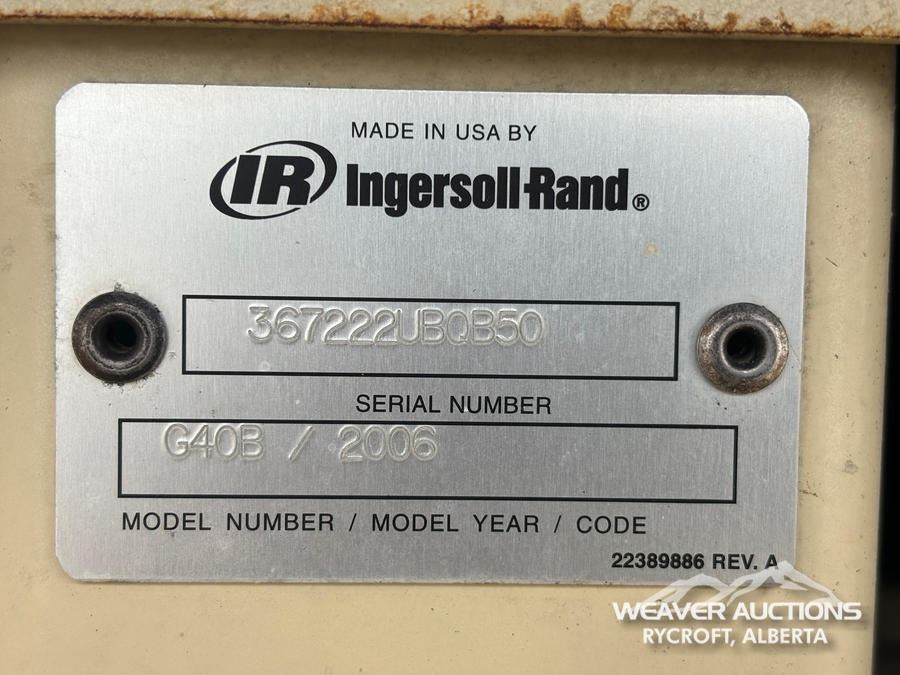 MADE IN USA BY
IR Ingersoll-Rand®
367222UBQB50
SERIAL NUMBER
G40B / 2006
MODEL NUMBER / MODEL YEAR / CODE
22389886 REV. A
WEAVER AUCTIONS
RYCROFT, ALBERTA